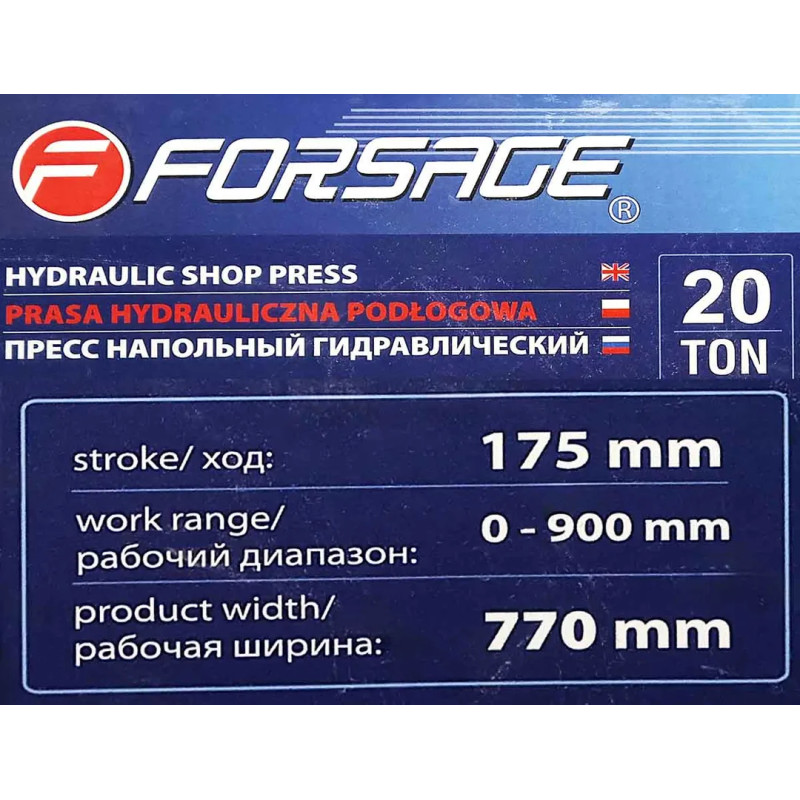 F FORSAGE ®
HYDRAULIC SHOP PRESS
PRASA HYDRAULICZNA PODŁOGOWA
ПРЕСС НАПОЛЬНЫЙ ГИДРАВЛИЧЕСКИЙ
20
TON
stroke/ ход: 175 mm
work range/
рабочий диапазон: 0 - 900 mm
product width/
рабочая ширина: 770 mm